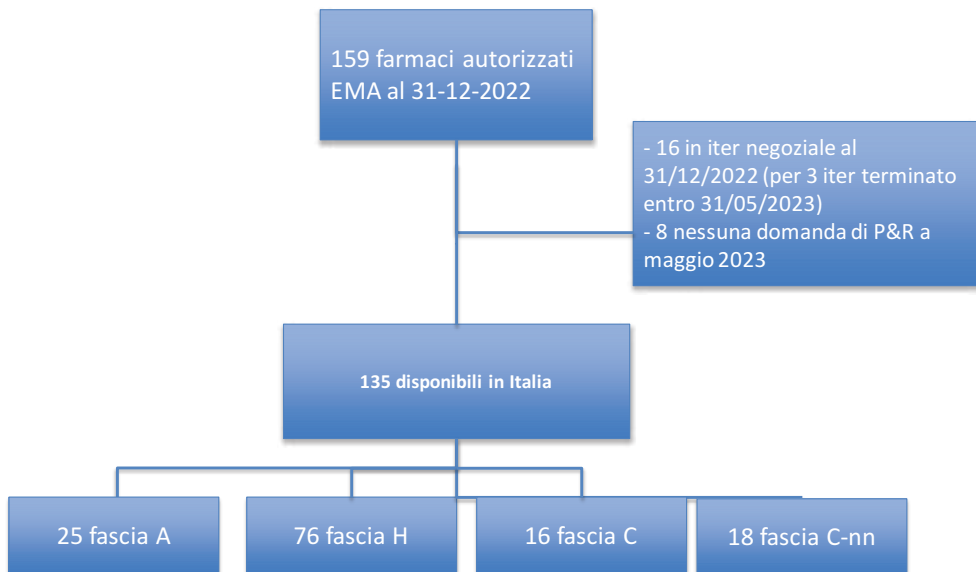 159 farmaci autorizzati
EMA al 31-12-2022
- 16 in iter negoziale al
31/12/2022 (per 3 iter terminato
entro 31/05/2023)
- 8 nessuna domanda di P&R a
maggio 2023
135 disponibili in Italia
25 fascia A
76 fascia H
16 fascia C
18 fascia C-nn